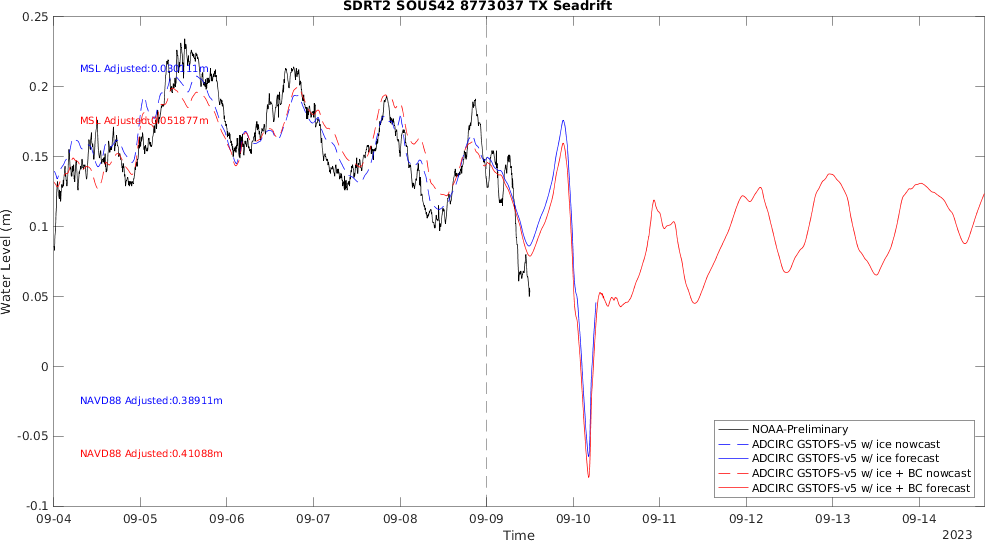 SDRT2 SOUS42 8773037 TX Seadrift
0.25
0.2
0.15
0.1
0.05
0
-0.05
-0.1
Water Level (m)
MSL Adjusted:0.030111m
MSL Adjusted:0.051877m
NAVD88 Adjusted:0.38911m
NAVD88 Adjusted:0.41088m
NOAA-Preliminary
ADCIRC GSTOFS-v5 w/ ice nowcast
ADCIRC GSTOFS-v5 w/ ice forecast
ADCIRC GSTOFS-v5 w/ ice + BC nowcast
ADCIRC GSTOFS-v5 w/ ice + BC forecast
09-04 09-05 09-06 09-07 09-08 09-09 09-10 09-11 09-12 09-13 09-14
Time
2023